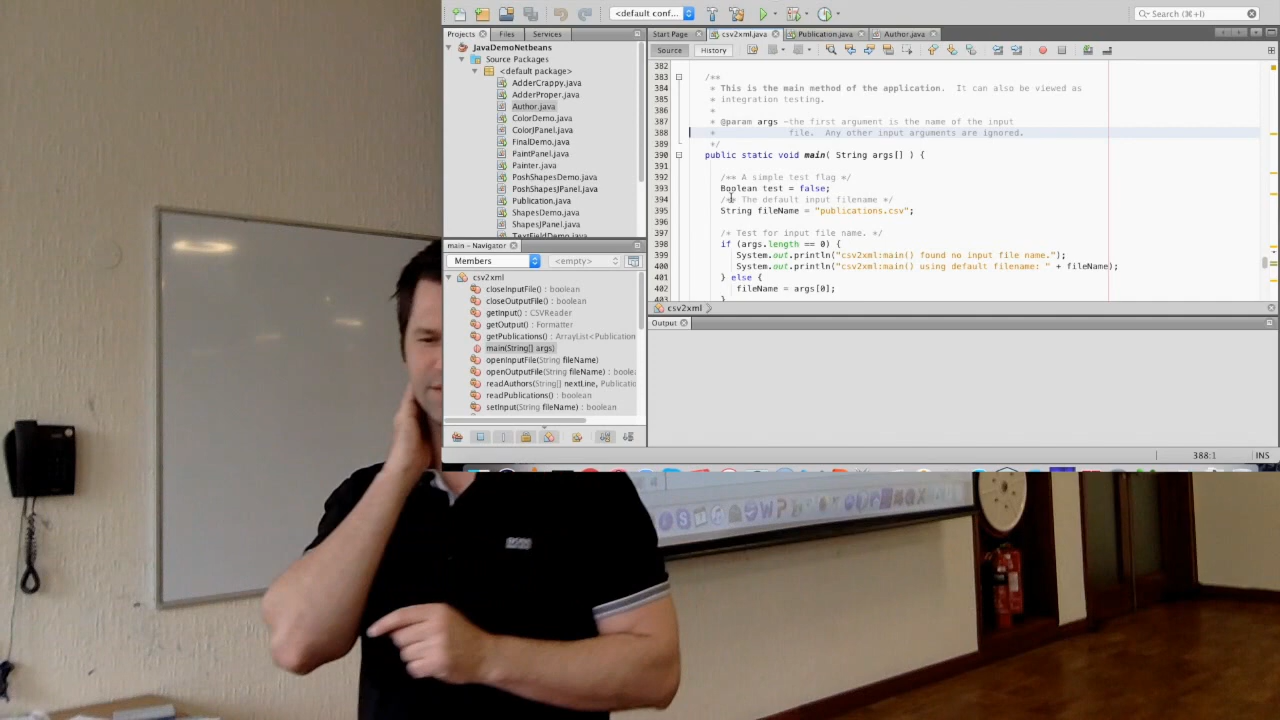 <default conf...
Search (⌘+I)
Projects
Files
Services
JavaDemoNetbeans
Source Packages
<default package>
AdderCrappy.java
AdderProper.java
Author.java
ColorDemo.java
ColorJPanel.java
FinalDemo.java
PaintPanel.java
Painter.java
PoshShapesDemo.java
PoshShapesJPanel.java
Publication.java
ShapesDemo.java
ShapesJPanel.java
TextFieldDemo.java
main - Navigator
Members
<empty>
csv2xml
closeInputFile() : boolean
closeOutputFile() : boolean
getInput() : CSVReader
getOutput() : Formatter
getPublications() : ArrayList<Publication
main(String[] args)
openInputFile(String fileName)
openOutputFile(String fileName) : boolea
readAuthors(String[] nextLine, Publicatio
readPublications() : boolean
setInput(String fileName) : boolean
Start Page
csv2xml.java
Publication.java
Author.java
Source
History
382
383 /**
384 * This is the main method of the application. It can also be viewed as
385 * integration testing.
386 *
387 * @param args -the first argument is the name of the input
388 * file. Any other input arguments are ignored.
389 */
390 public static void main( String args[] ) {
391
392 /** A simple test flag */
393 Boolean test = false;
394 /** The default input filename */
395 String fileName = "publications.csv";
396
397 /* Test for input file name. */
398 if (args.length == 0) {
399 System.out.println("csv2xml:main() found no input file name.");
400 System.out.println("csv2xml:main() using default filename: " + fileName);
401 } else {
402 fileName = args[0];
403 }
csv2xml
Output
388:1
INS